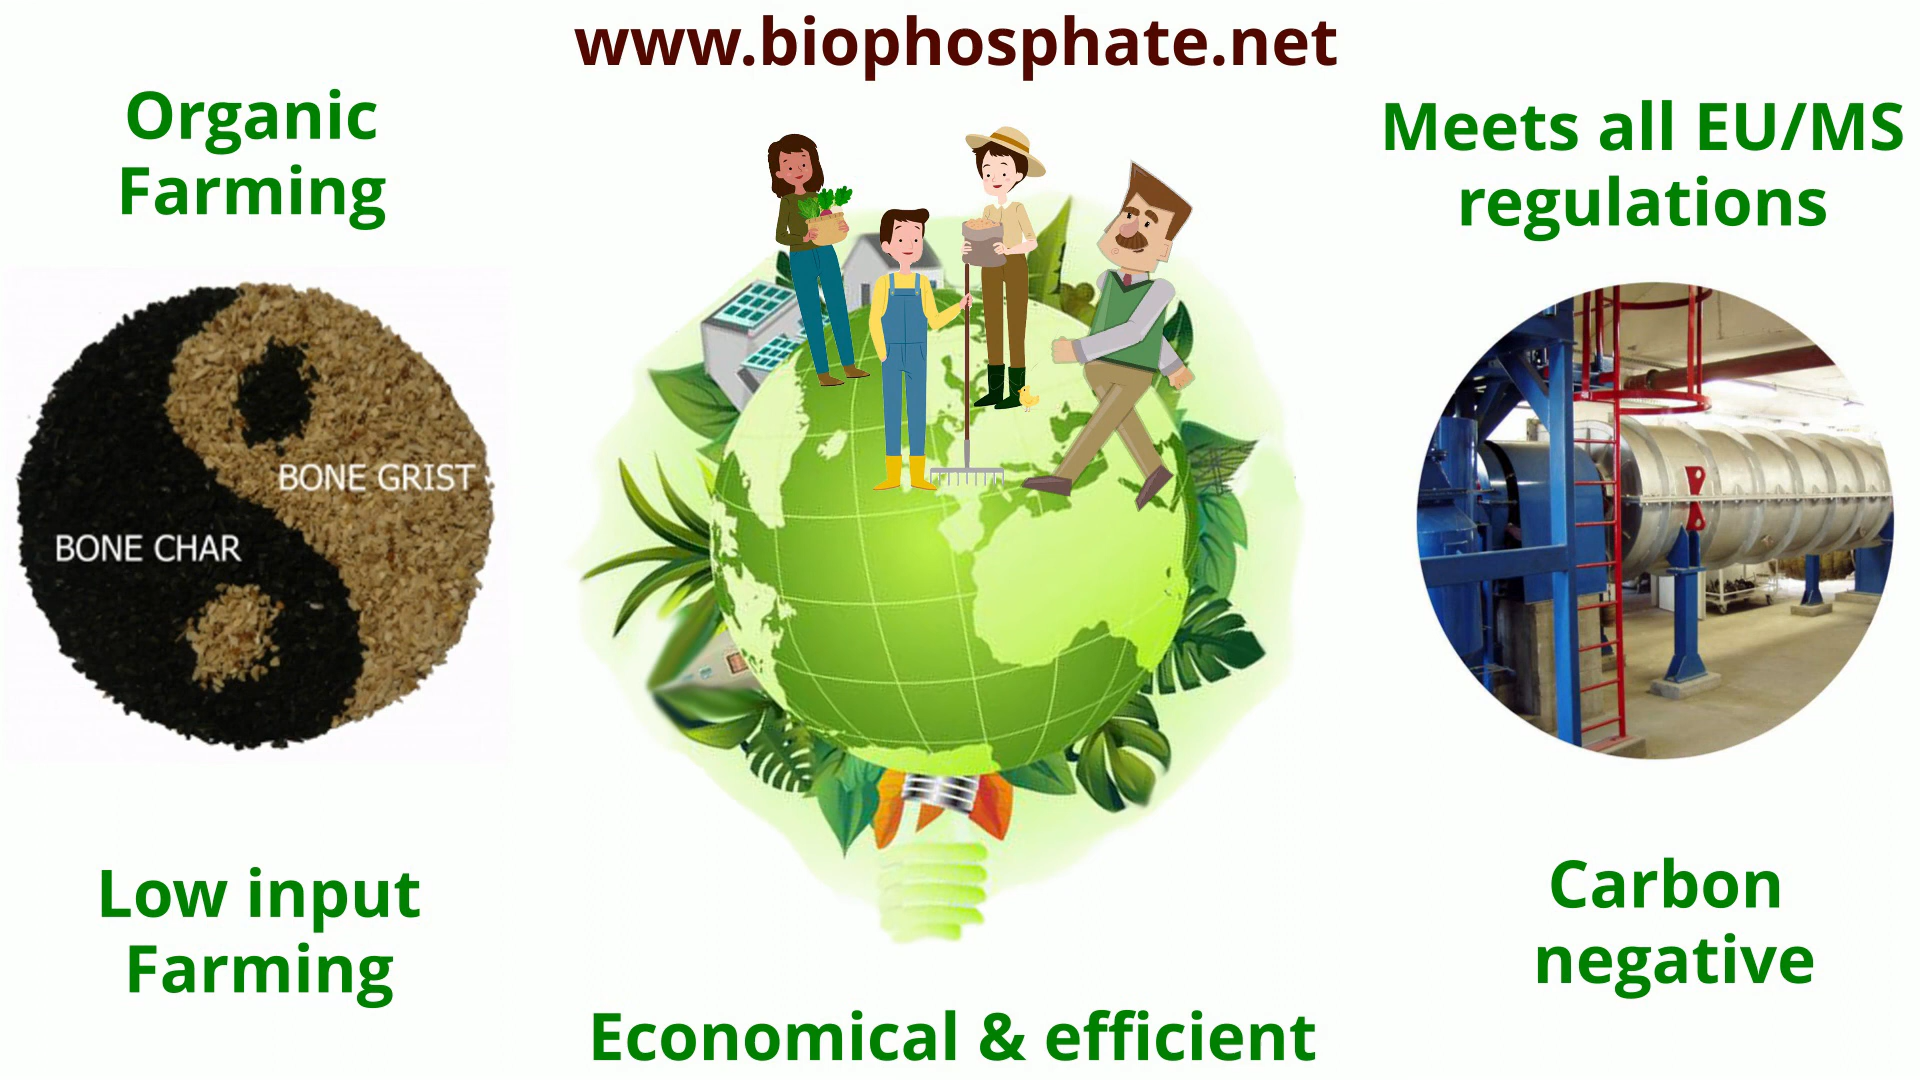 www.biophosphate.net
Organic
Farming
Meets all EU/MS
regulations
BONE GRIST
BONE CHAR
Low input
Farming
Carbon
negative
Economical & efficient